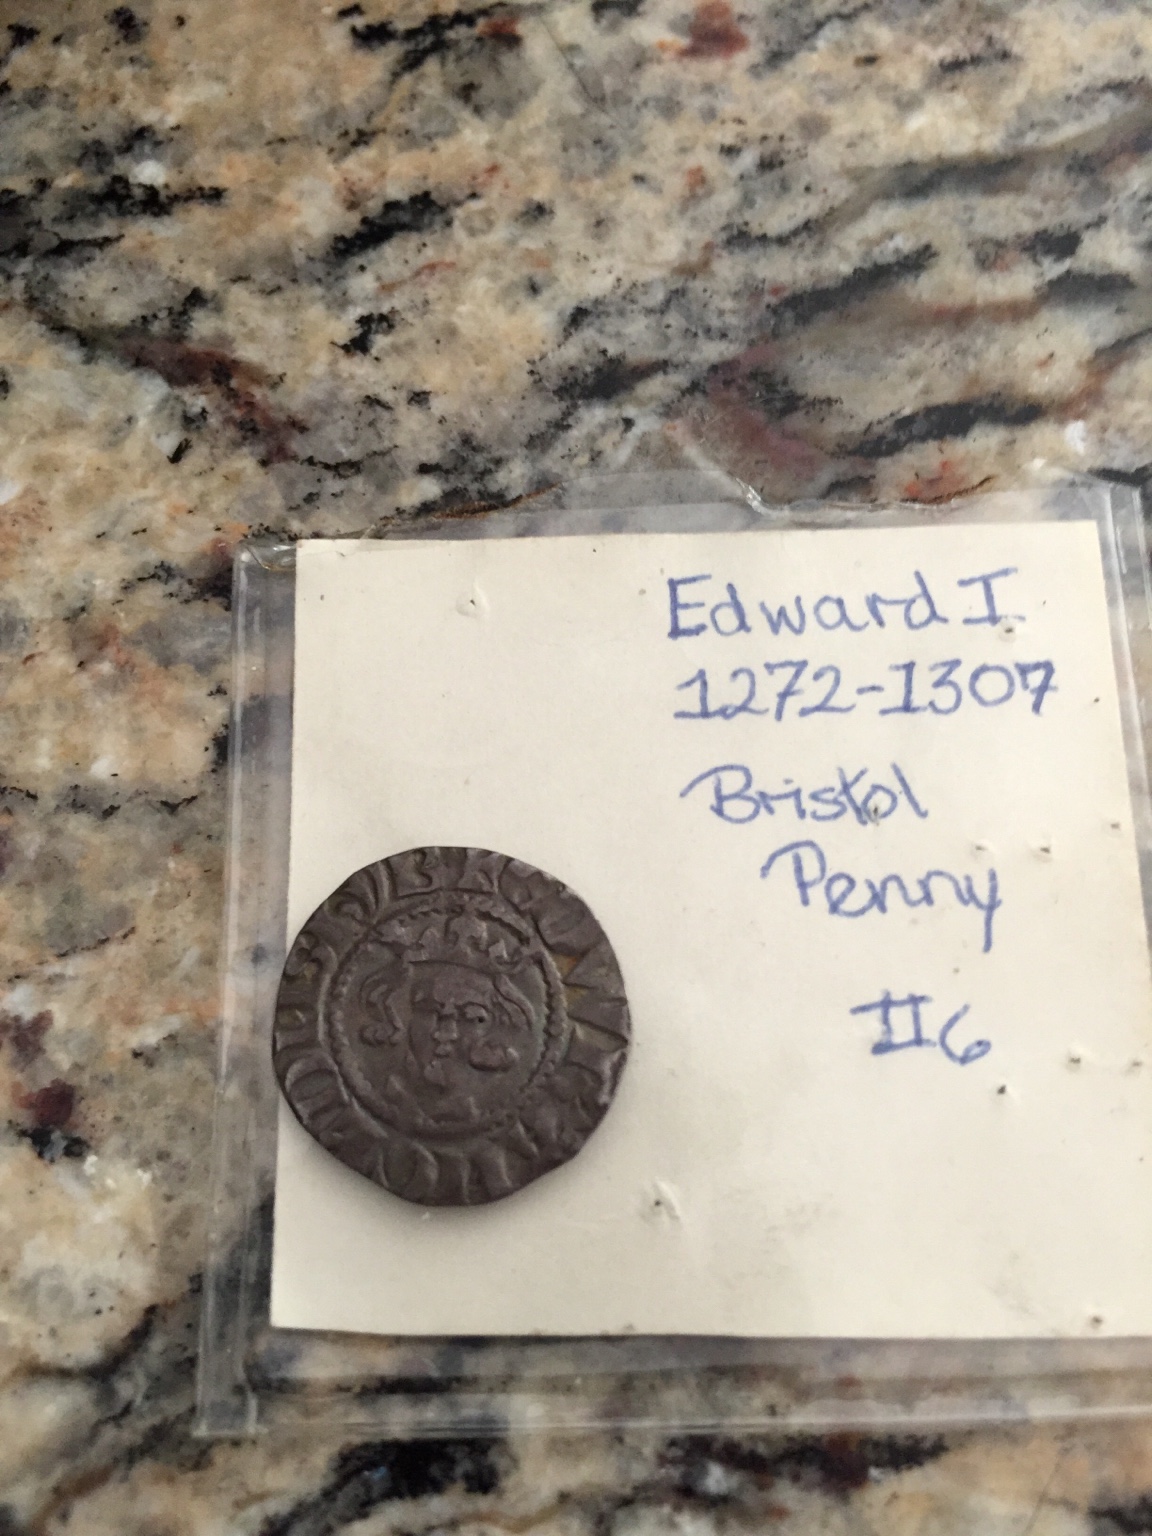 Edward I
1272-1307
Bristol
Penny
II6